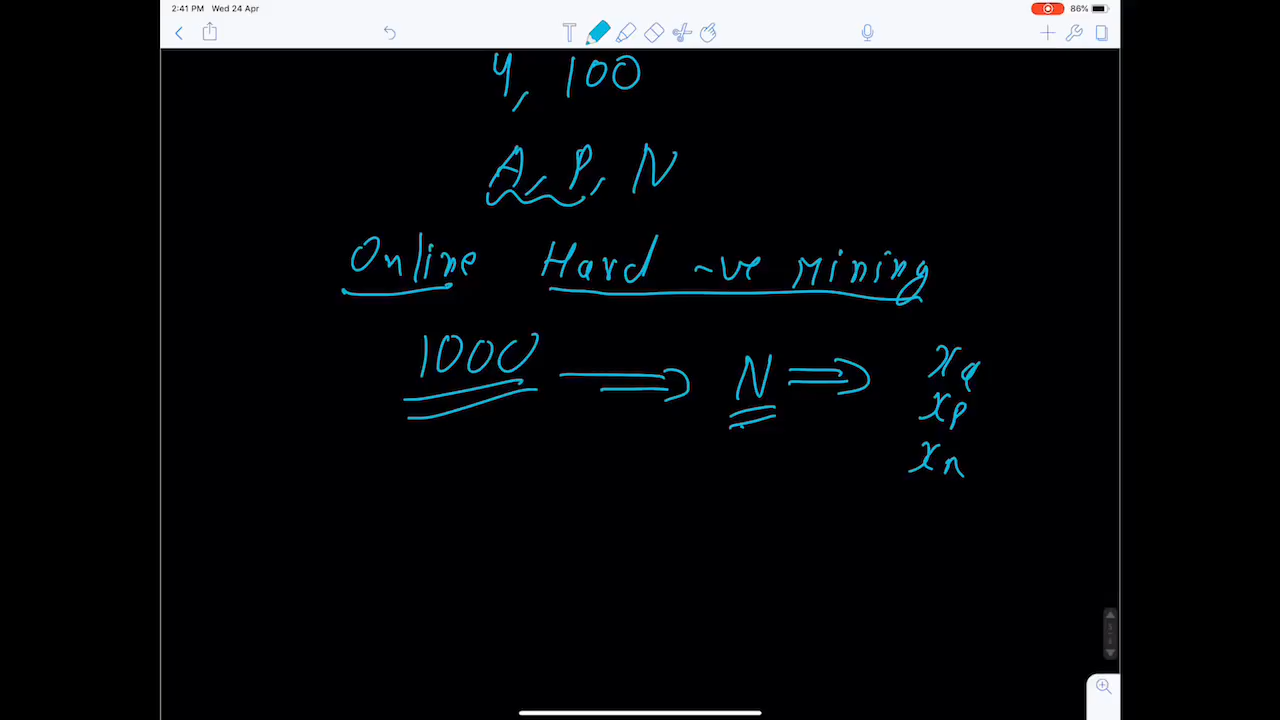 2:41 PM Wed 24 Apr 86%
4, 100
A, P, N
Online Hard -ve Mining
1000 ⇒ N ⇒ xa
xp
xn